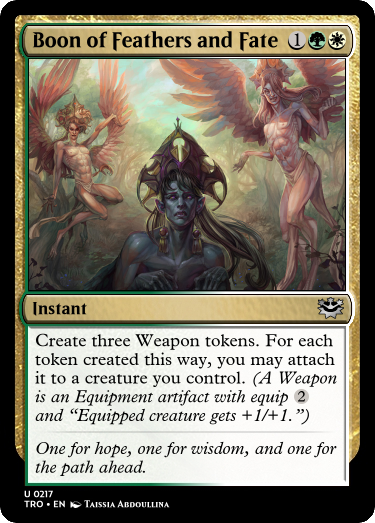 Boon of Feathers and Fate 1
Instant
Create three Weapon tokens. For each
token created this way, you may attach
it to a creature you control. (A Weapon
is an Equipment artifact with equip 2
and “Equipped creature gets +1/+1.”)
One for hope, one for wisdom, and one for
the path ahead.
U 0217
TRO • EN Taissia Abdoullina